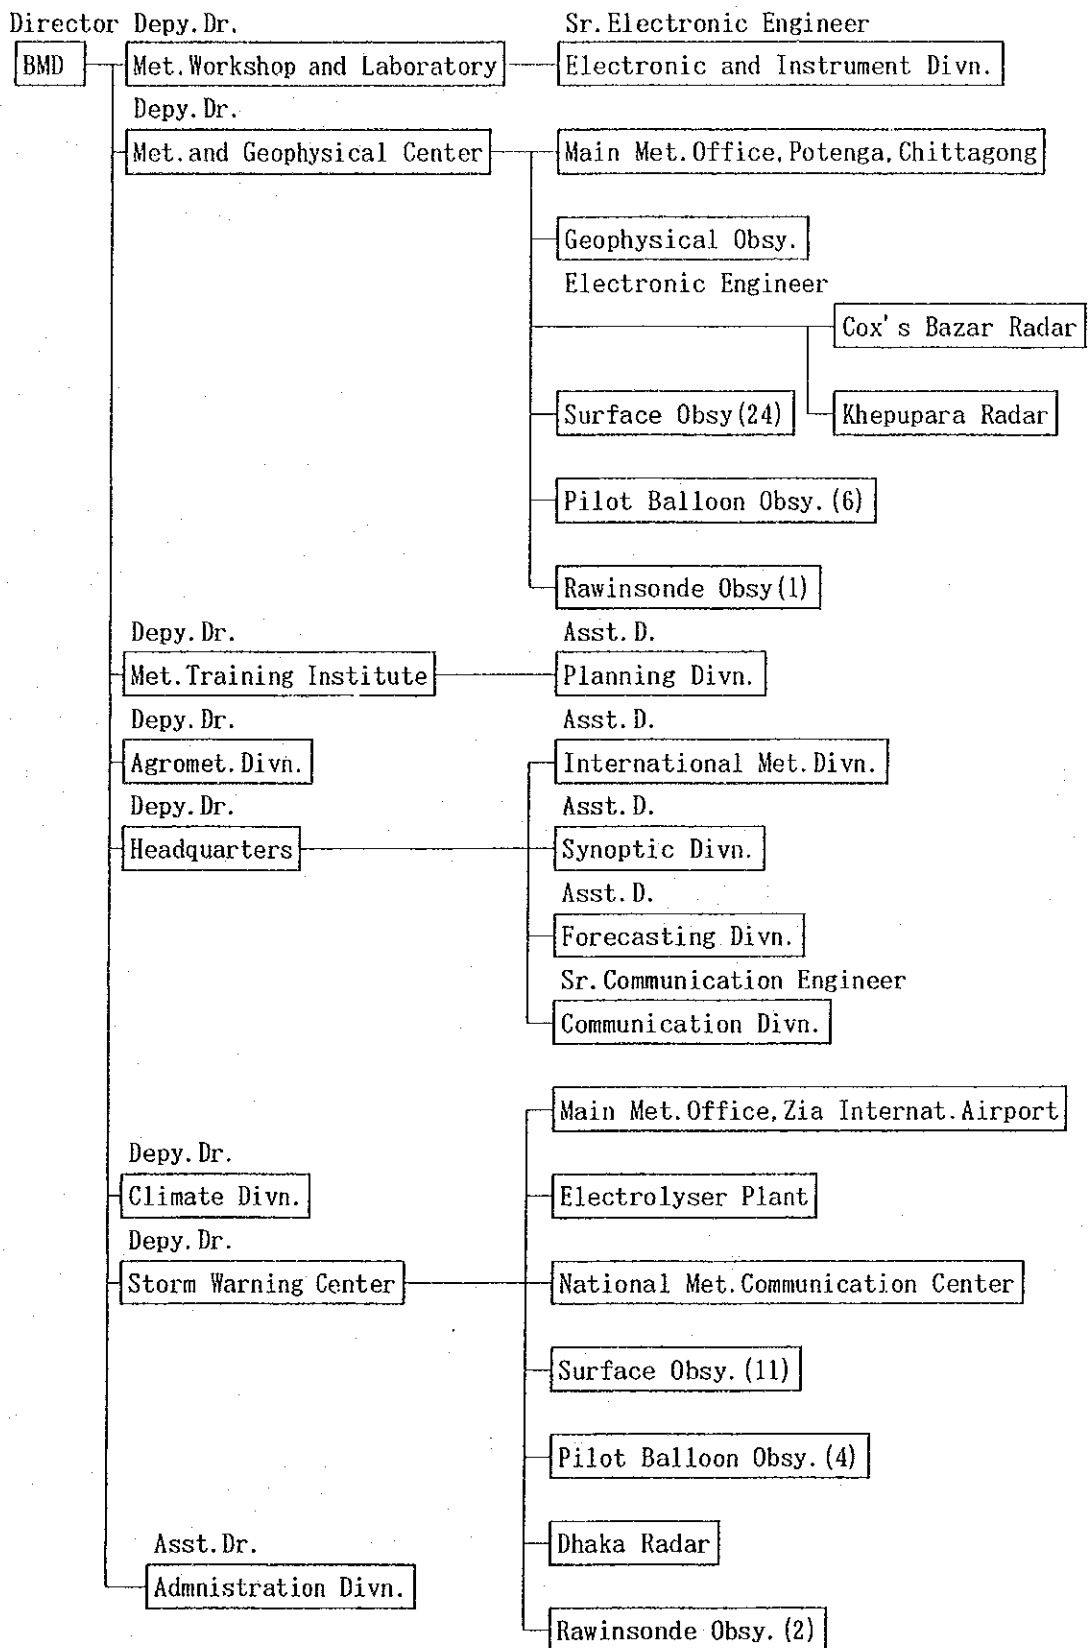 Director Depy.Dr. Sr.Electronic Engineer
BMD Met.Workshop and Laboratory Electronic and Instrument Divn.
Depy.Dr.
Met.and Geophysical Center Main Met.Office,Potenga,Chittagong
Geophysical Obsy.
Electronic Engineer
Cox's Bazar Radar
Surface Obsy(24) Khepupara Radar
Pilot Balloon Obsy.(6)
Rawinsonde Obsy(1)
Depy.Dr. Asst.D.
Met.Training Institute Planning Divn.
Depy.Dr. Asst.D.
Agromet.Divn. International Met.Divn.
Depy.Dr. Asst.D.
Headquarters Synoptic Divn.
Asst.D.
Forecasting Divn.
Sr.Communication Engineer
Communication Divn.
Main Met.Office,Zia Internat.Airport
Depy.Dr.
Climate Divn. Electrolyser Plant
Depy.Dr.
Storm Warning Center National Met.Communication Center
Surface Obsy.(11)
Pilot Balloon Obsy.(4)
Asst.Dr. Dhaka Radar
Admnistration Divn.
Rawinsonde Obsy.(2)